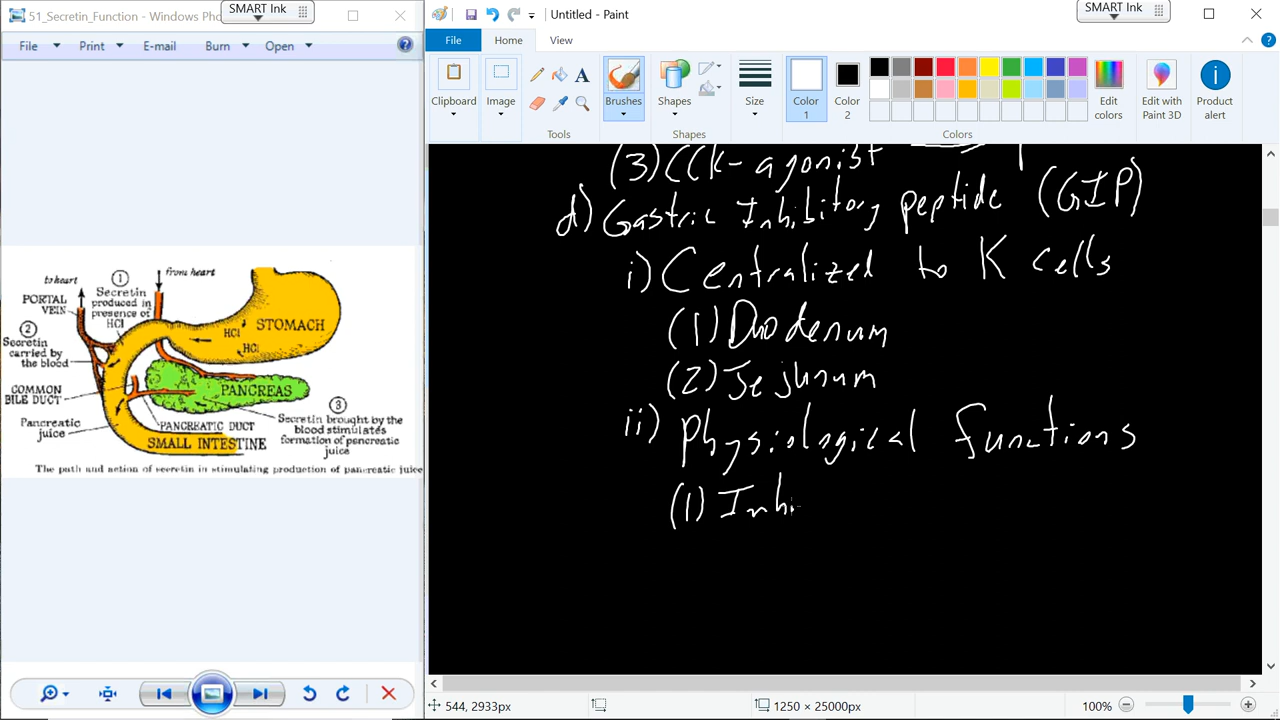 51_Secretin_Function - Windows Pho
SMART Ink
File Print E-mail Burn Open
to heart
from heart
PORTAL VEIN
1
Secretin produced in presence of HCl
STOMACH
HCl
HCl
2
Secretin carried by the blood
COMMON BILE DUCT
PANCREAS
Pancreatic juice
PANCREATIC DUCT
3
Secretin brought by the blood stimulates formation of pancreatic juice
SMALL INTESTINE
The path and action of secretin in stimulating production of pancreatic juice
Untitled - Paint
SMART Ink
File Home View
Clipboard
Image
Tools
Brushes
Shapes
Shapes
Size
Color 1
Color 2
Colors
Edit colors
Edit with Paint 3D
Product alert
(3) CCK-agonist
d) Gastric Inhibitory peptide (GIP)
i) Centralized to K cells
(1) Duodenum
(2) Jejunum
ii) Physiological functions
(1) Inhi
544, 2933px
1250 × 25000px
100%